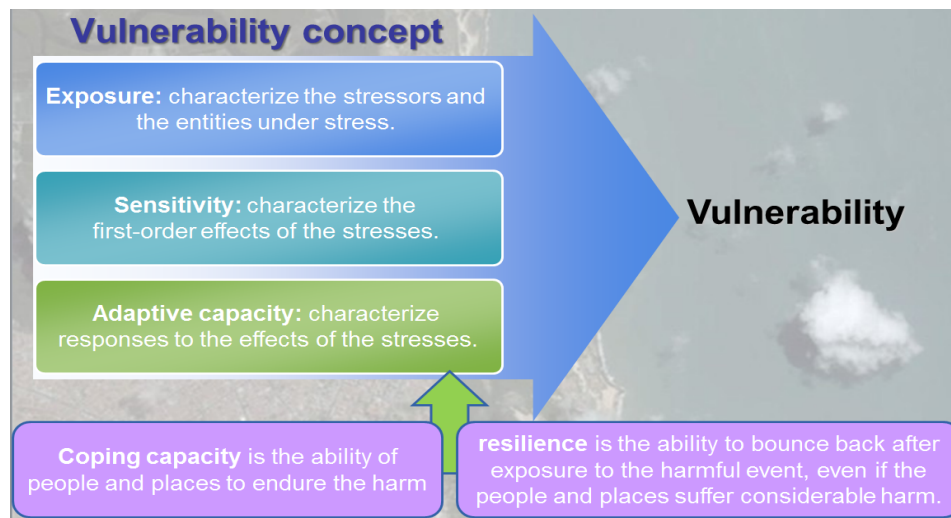 Vulnerability concept
Exposure: characterize the stressors and
the entities under stress.
Sensitivity: characterize the
first-order effects of the stresses.
Adaptive capacity: characterize
responses to the effects of the stresses.
Vulnerability
Coping capacity is the ability of
people and places to endure the harm
resilience is the ability to bounce back after
exposure to the harmful event, even if the
people and places suffer considerable harm.